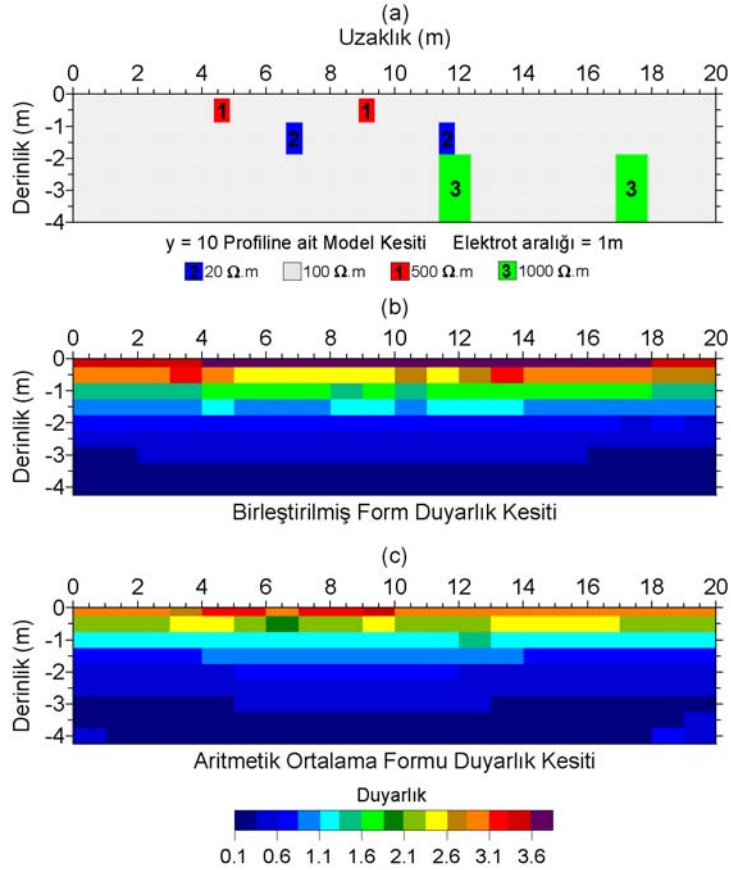 (a)
Uzaklık (m)
0 2 4 6 8 10 12 14 16 18 20
Derinlik (m)
0
-1
-2
-3
-4
1 1
2 2
3 3
y = 10 Profiline ait Model Kesiti Elektrot aralığı = 1m
2 20 Ω.m 100 Ω.m 1 500 Ω.m 3 1000 Ω.m
(b)
0 2 4 6 8 10 12 14 16 18 20
Derinlik (m)
0
-1
-2
-3
-4
Birleştirilmiş Form Duyarlık Kesiti
(c)
0 2 4 6 8 10 12 14 16 18 20
Derinlik (m)
0
-1
-2
-3
-4
Aritmetik Ortalama Formu Duyarlık Kesiti
Duyarlık
0.1 0.6 1.1 1.6 2.1 2.6 3.1 3.6